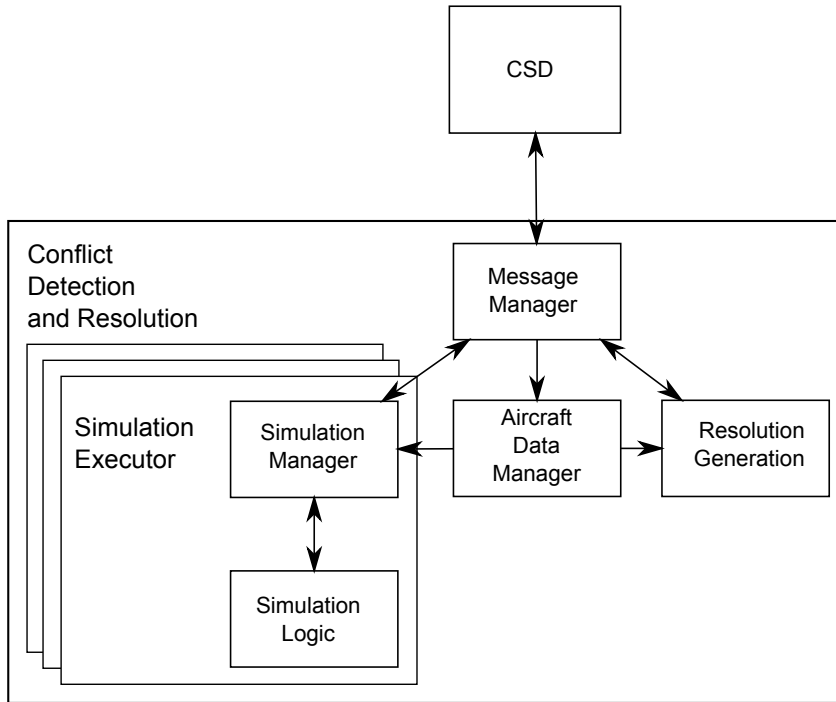 CSD
Conflict
Detection
and Resolution
Message
Manager
Simulation
Executor
Simulation
Manager
Aircraft
Data
Manager
Resolution
Generation
Simulation
Logic